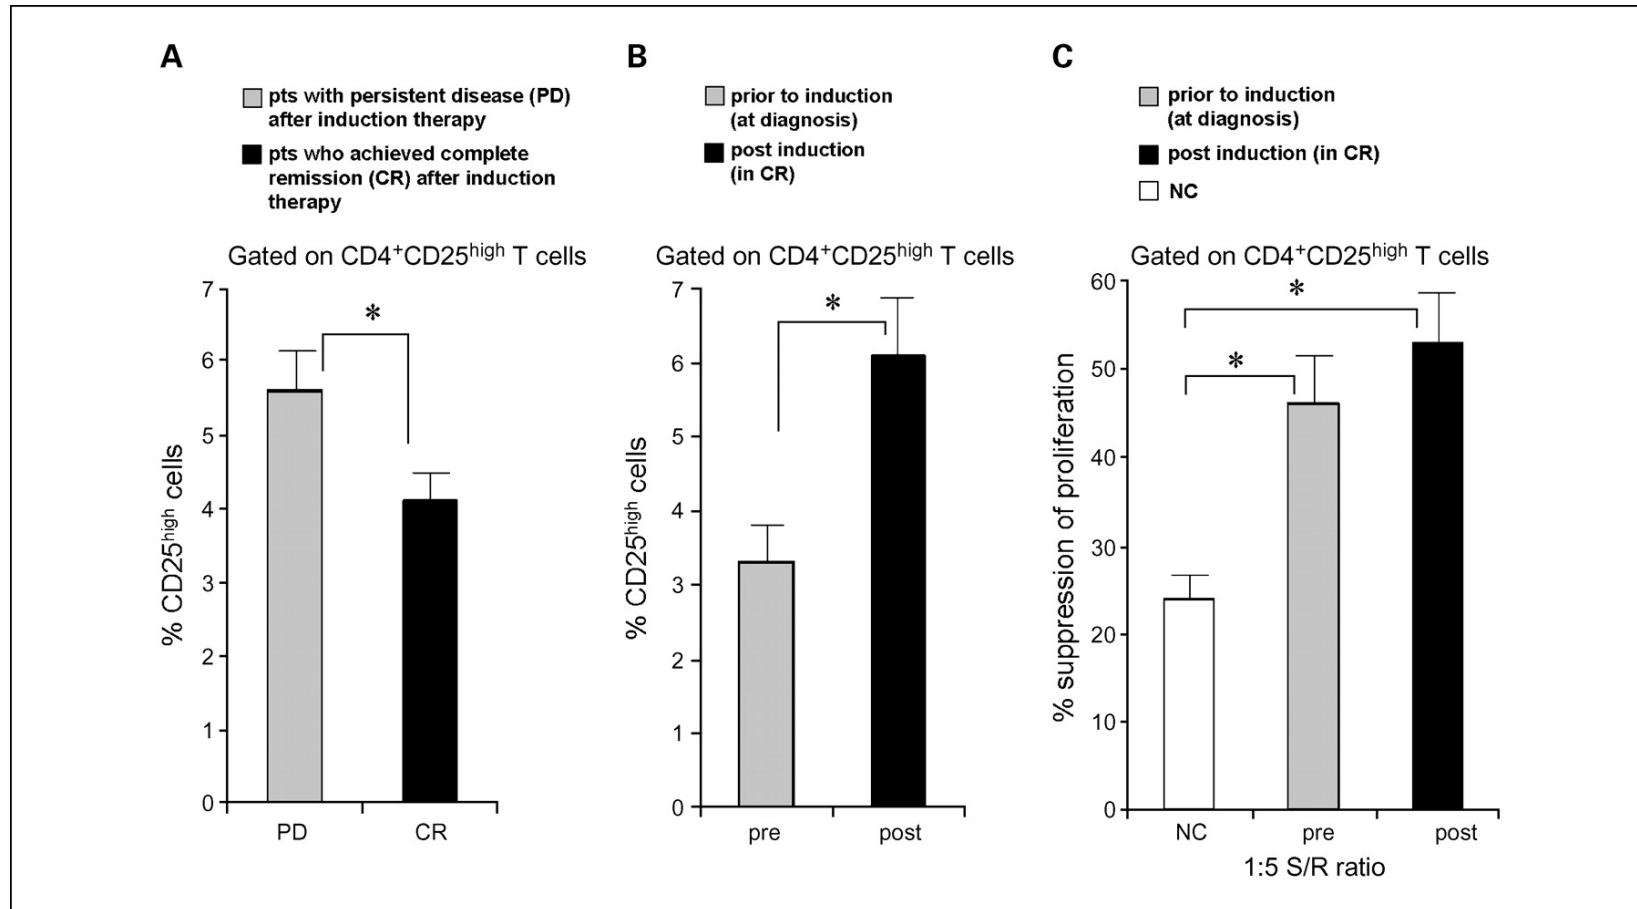 A
pts with persistent disease (PD)
after induction therapy
pts who achieved complete
remission (CR) after induction
therapy
Gated on CD4+CD25high T cells
% CD25high cells
7
6
5
4
3
2
1
0
*
PD
CR
B
prior to induction
(at diagnosis)
post induction
(in CR)
Gated on CD4+CD25high T cells
% CD25high cells
7
6
5
4
3
2
1
0
*
pre
post
C
prior to induction
(at diagnosis)
post induction (in CR)
NC
Gated on CD4+CD25high T cells
% suppression of proliferation
60
50
40
30
20
10
0
*
*
NC
pre
post
1:5 S/R ratio